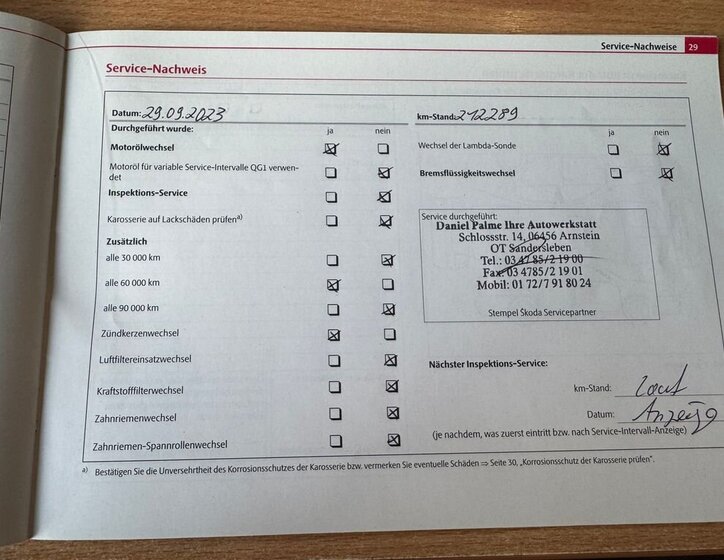 Service-Nachweise 29
Service-Nachweis
Datum: 29.09.2023
km-Stand: 212289
Durchgeführt wurde: ja nein
ja nein
Motorölwechsel
Wechsel der Lambda-Sonde
Motoröl für variable Service-Intervalle QG1 verwen-
det
Bremsflüssigkeitswechsel
Inspektions-Service
Karosserie auf Lackschäden prüfen a)
Zusätzlich
alle 30 000 km
alle 60 000 km
alle 90 000 km
Zündkerzenwechsel
Luftfiltereinsatzwechsel
Kraftstofffilterwechsel
Zahnriemenwechsel
Zahnriemen-Spannrollenwechsel
Service durchgeführt:
Daniel Palme Ihre Autowerkstatt
Schlossstr. 14, 06456 Arnstein
OT Sandersleben
Tel.: 03 47 85/2 19 00
Fax: 03 4785/2 19 01
Mobil: 01 72/7 91 80 24
Stempel Škoda Servicepartner
Nächster Inspektions-Service:
km-Stand: laut
Datum: Anzeige
(je nachdem, was zuerst eintritt bzw. nach Service-Intervall-Anzeige)
a) Bestätigen Sie die Unversehrtheit des Korrosionsschutzes der Karosserie bzw. vermerken Sie eventuelle Schäden ⇒ Seite 30, „Korrosionsschutz der Karosserie prüfen".